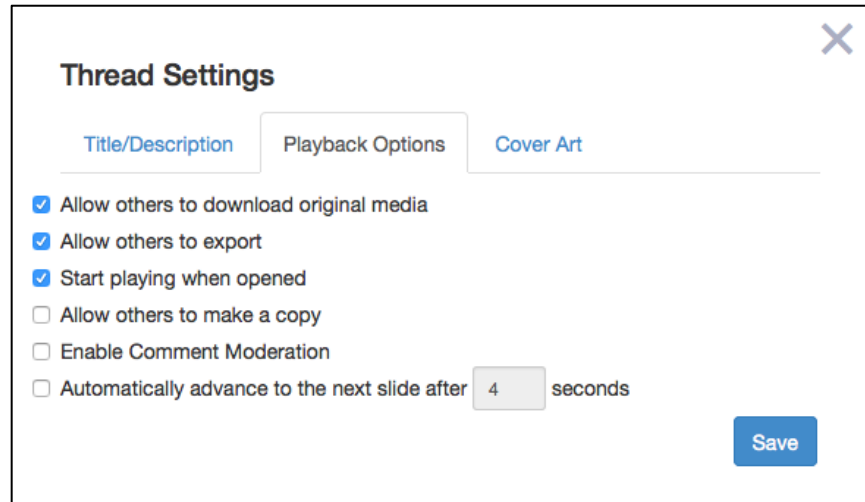 Thread Settings
Title/Description Playback Options Cover Art
Allow others to download original media
Allow others to export
Start playing when opened
Allow others to make a copy
Enable Comment Moderation
Automatically advance to the next slide after 4 seconds
Save